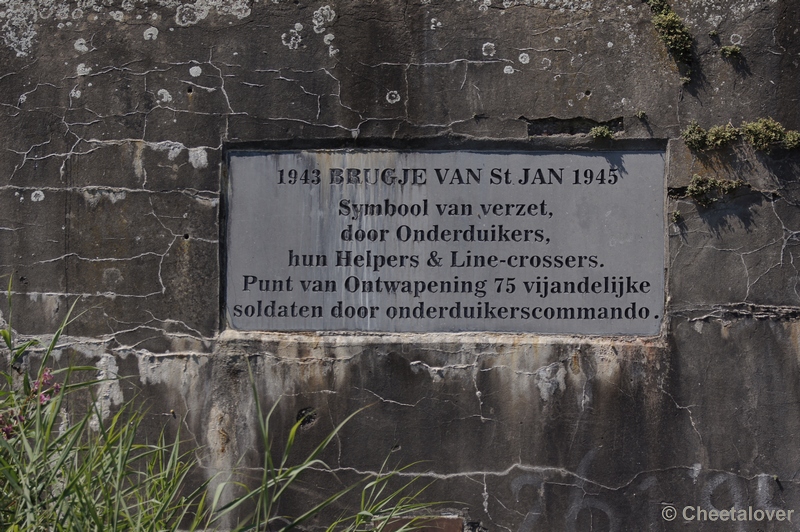 1943 BRUGJE VAN St JAN 1945
Symbool van verzet,
door Onderduikers,
hun Helpers & Line-crossers.
Punt van Ontwapening 75 vijandelijke
soldaten door onderduikerscommando.
© Cheetalover